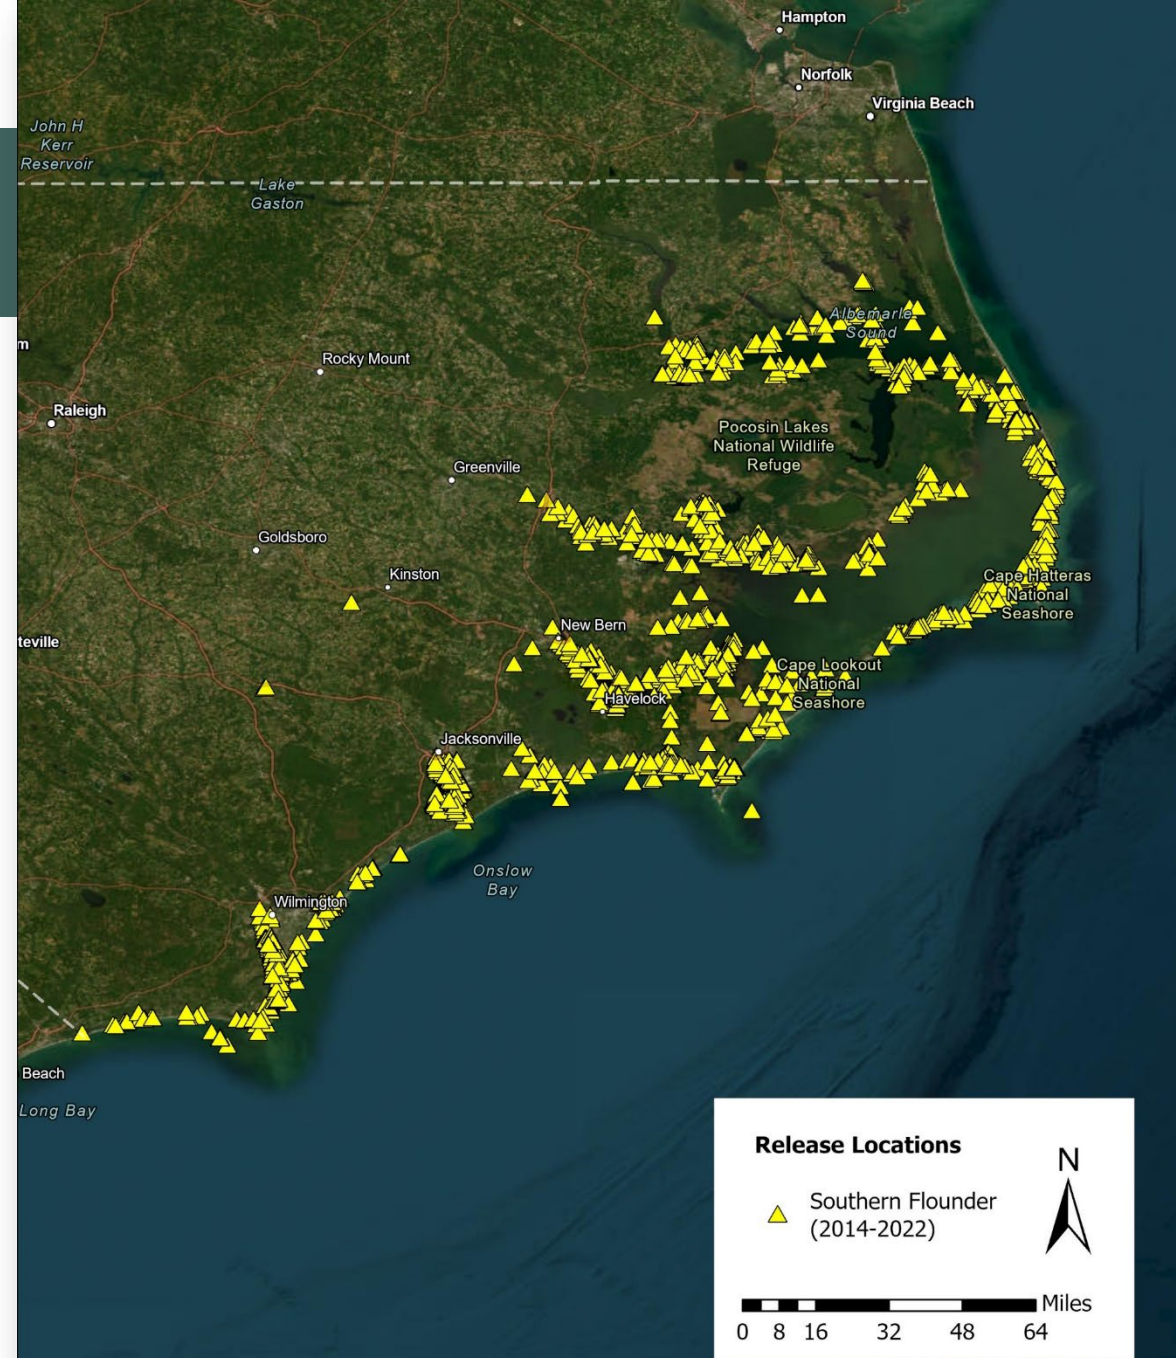 Hampton
Norfolk
Virginia Beach
John H
Kerr
Reservoir
Lake
Gaston
Albemarle
Sound
m
Rocky Mount
Raleigh
Pocosin Lakes
National Wildlife
Refuge
Greenville
Goldsboro
Kinston
Cape Hatteras
National
Seashore
teville
New Bern
Cape Lookout
National
Seashore
Havelock
Jacksonville
Onslow
Bay
Wilmington
Beach
Long Bay
Release Locations
N
Southern Flounder
(2014-2022)
Miles
0 8 16 32 48 64